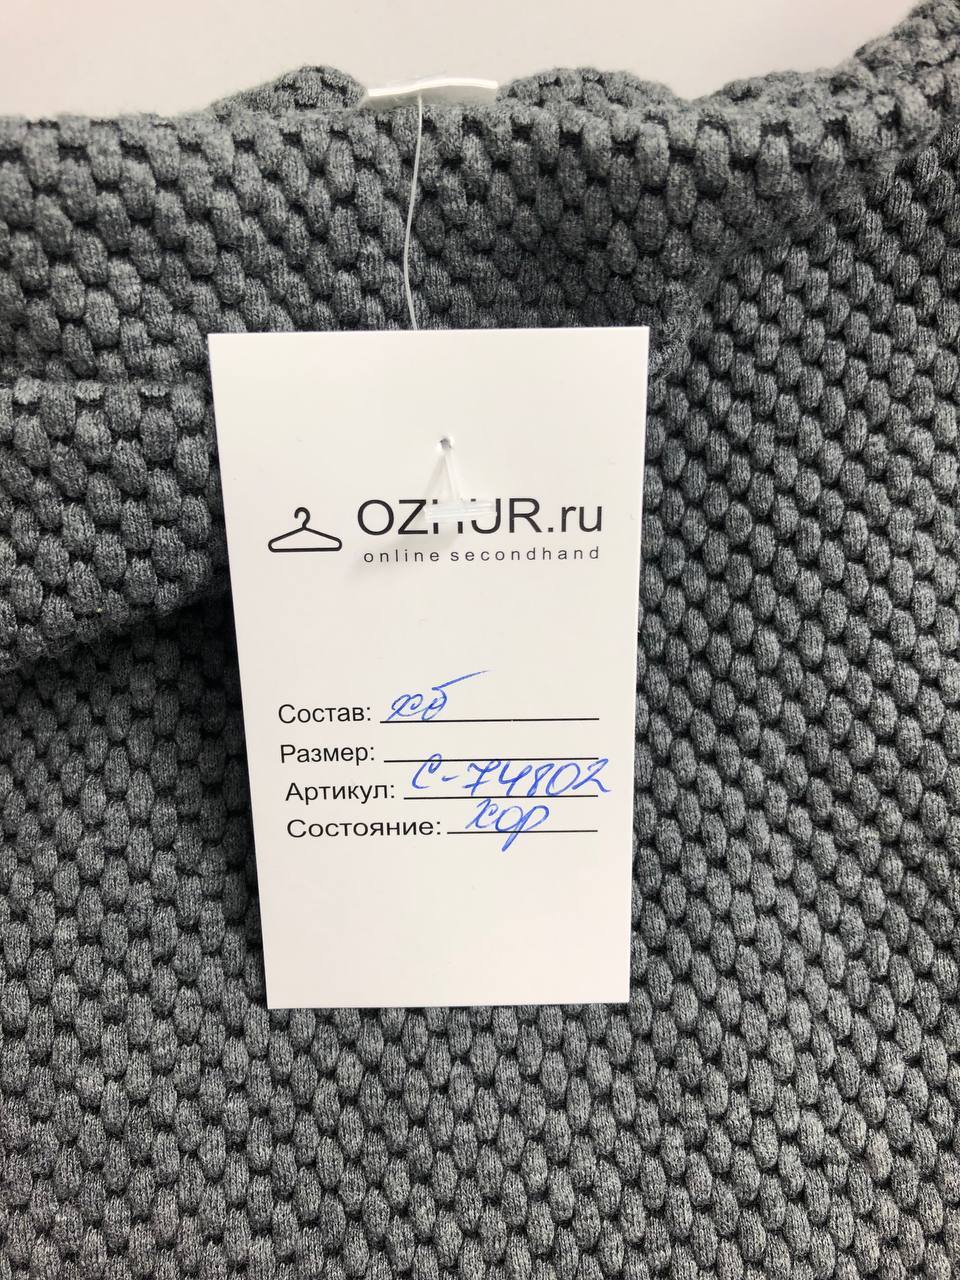 OZHUR.ru
online secondhand
Состав: хб
Размер:
Артикул: С-74802
Состояние: хор